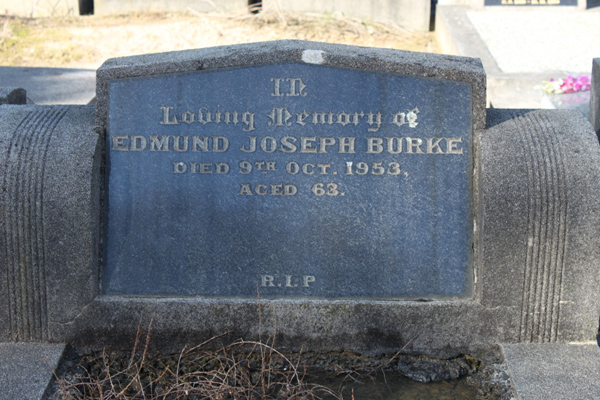 In
Loving Memory of
EDMUND JOSEPH BURKE
DIED 9TH OCT. 1953,
AGED 63.
R.I.P